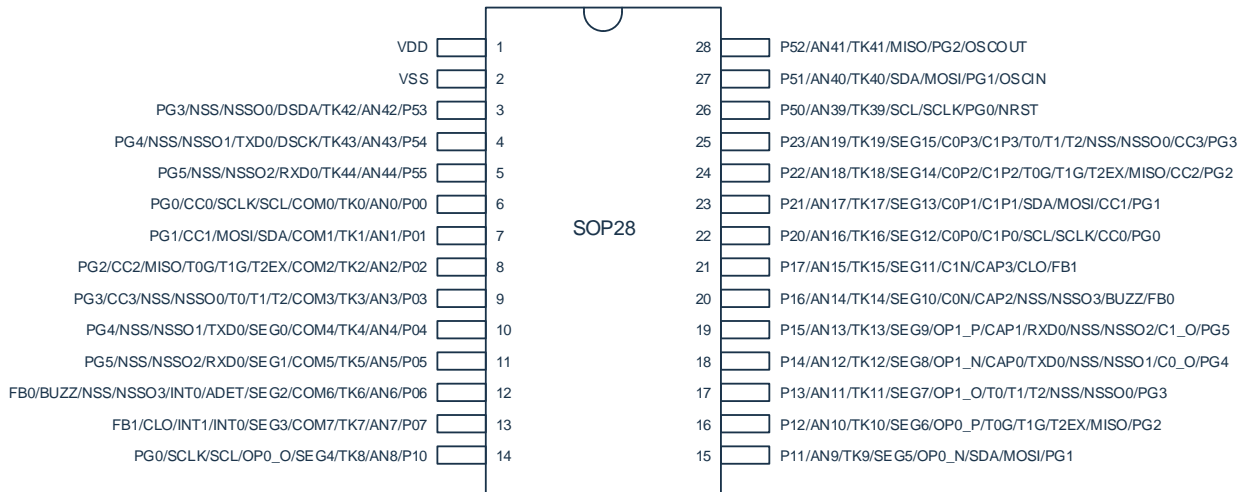 VDD 1 28 P52/AN41/TK41/MISO/PG2/OSCOUT
VSS 2 27 P51/AN40/TK40/SDA/MOSI/PG1/OSCIN
PG3/NSS/NSSO0/DSDA/TK42/AN42/P53 3 26 P50/AN39/TK39/SCL/SCLK/PG0/NRST
PG4/NSS/NSSO1/TXD0/DSCK/TK43/AN43/P54 4 25 P23/AN19/TK19/SEG15/C0P3/C1P3/T0/T1/T2/NSS/NSSO0/CC3/PG3
PG5/NSS/NSSO2/RXD0/TK44/AN44/P55 5 24 P22/AN18/TK18/SEG14/C0P2/C1P2/T0G/T1G/T2EX/MISO/CC2/PG2
PG0/CC0/SCLK/SCL/COM0/TK0/AN0/P00 6 23 P21/AN17/TK17/SEG13/C0P1/C1P1/SDA/MOSI/CC1/PG1
PG1/CC1/MOSI/SDA/COM1/TK1/AN1/P01 7 SOP28 22 P20/AN16/TK16/SEG12/C0P0/C1P0/SCL/SCLK/CC0/PG0
PG2/CC2/MISO/T0G/T1G/T2EX/COM2/TK2/AN2/P02 8 21 P17/AN15/TK15/SEG11/C1N/CAP3/CLO/FB1
PG3/CC3/NSS/NSSO0/T0/T1/T2/COM3/TK3/AN3/P03 9 20 P16/AN14/TK14/SEG10/C0N/CAP2/NSS/NSSO3/BUZZ/FB0
PG4/NSS/NSSO1/TXD0/SEG0/COM4/TK4/AN4/P04 10 19 P15/AN13/TK13/SEG9/OP1_P/CAP1/RXD0/NSS/NSSO2/C1_O/PG5
PG5/NSS/NSSO2/RXD0/SEG1/COM5/TK5/AN5/P05 11 18 P14/AN12/TK12/SEG8/OP1_N/CAP0/TXD0/NSS/NSSO1/C0_O/PG4
FB0/BUZZ/NSS/NSSO3/INT0/ADET/SEG2/COM6/TK6/AN6/P06 12 17 P13/AN11/TK11/SEG7/OP1_O/T0/T1/T2/NSS/NSSO0/PG3
FB1/CLO/INT1/INT0/SEG3/COM7/TK7/AN7/P07 13 16 P12/AN10/TK10/SEG6/OP0_P/T0G/T1G/T2EX/MISO/PG2
PG0/SCLK/SCL/OP0_O/SEG4/TK8/AN8/P10 14 15 P11/AN9/TK9/SEG5/OP0_N/SDA/MOSI/PG1